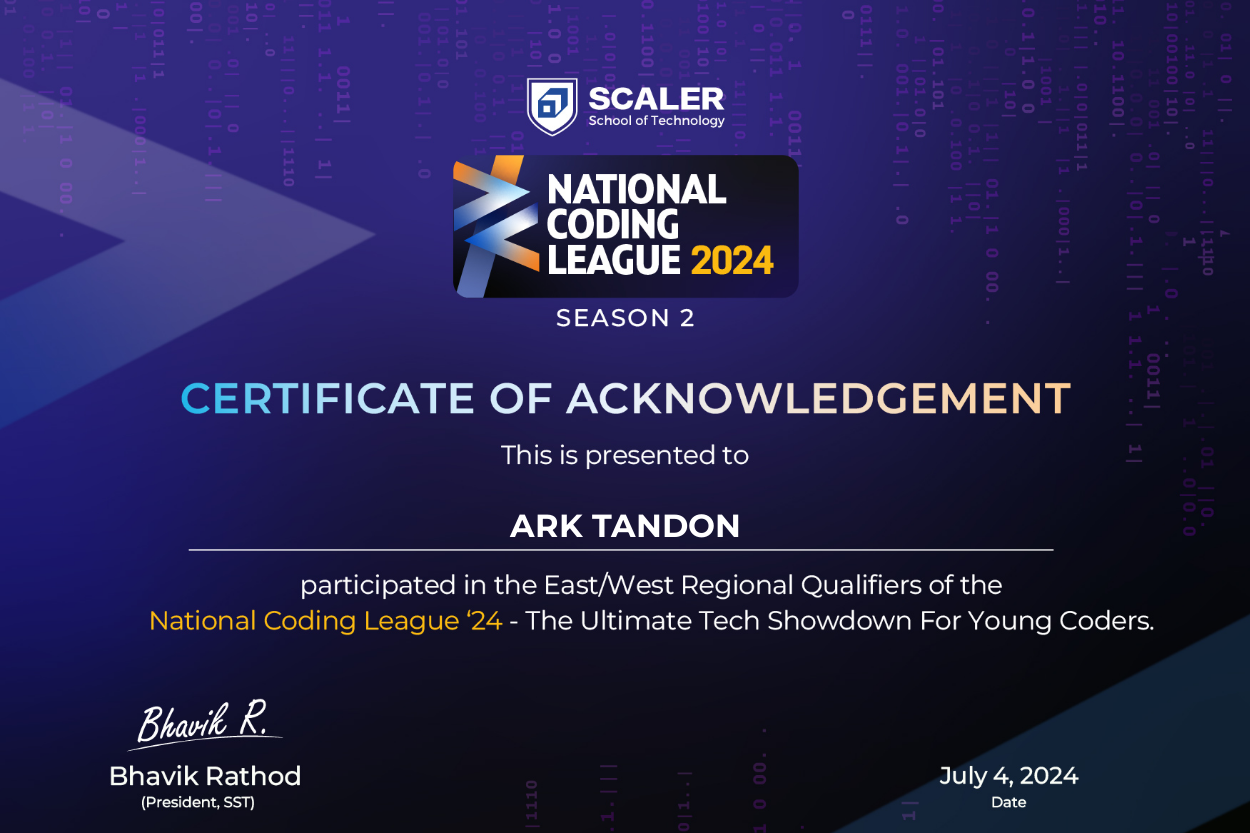 SCALER
School of Technology
NATIONAL
CODING
LEAGUE 2024
SEASON 2
CERTIFICATE OF ACKNOWLEDGEMENT
This is presented to
ARK TANDON
participated in the East/West Regional Qualifiers of the
National Coding League ‘24 - The Ultimate Tech Showdown For Young Coders.
Bhavik R.
Bhavik Rathod
(President, SST)
July 4, 2024
Date